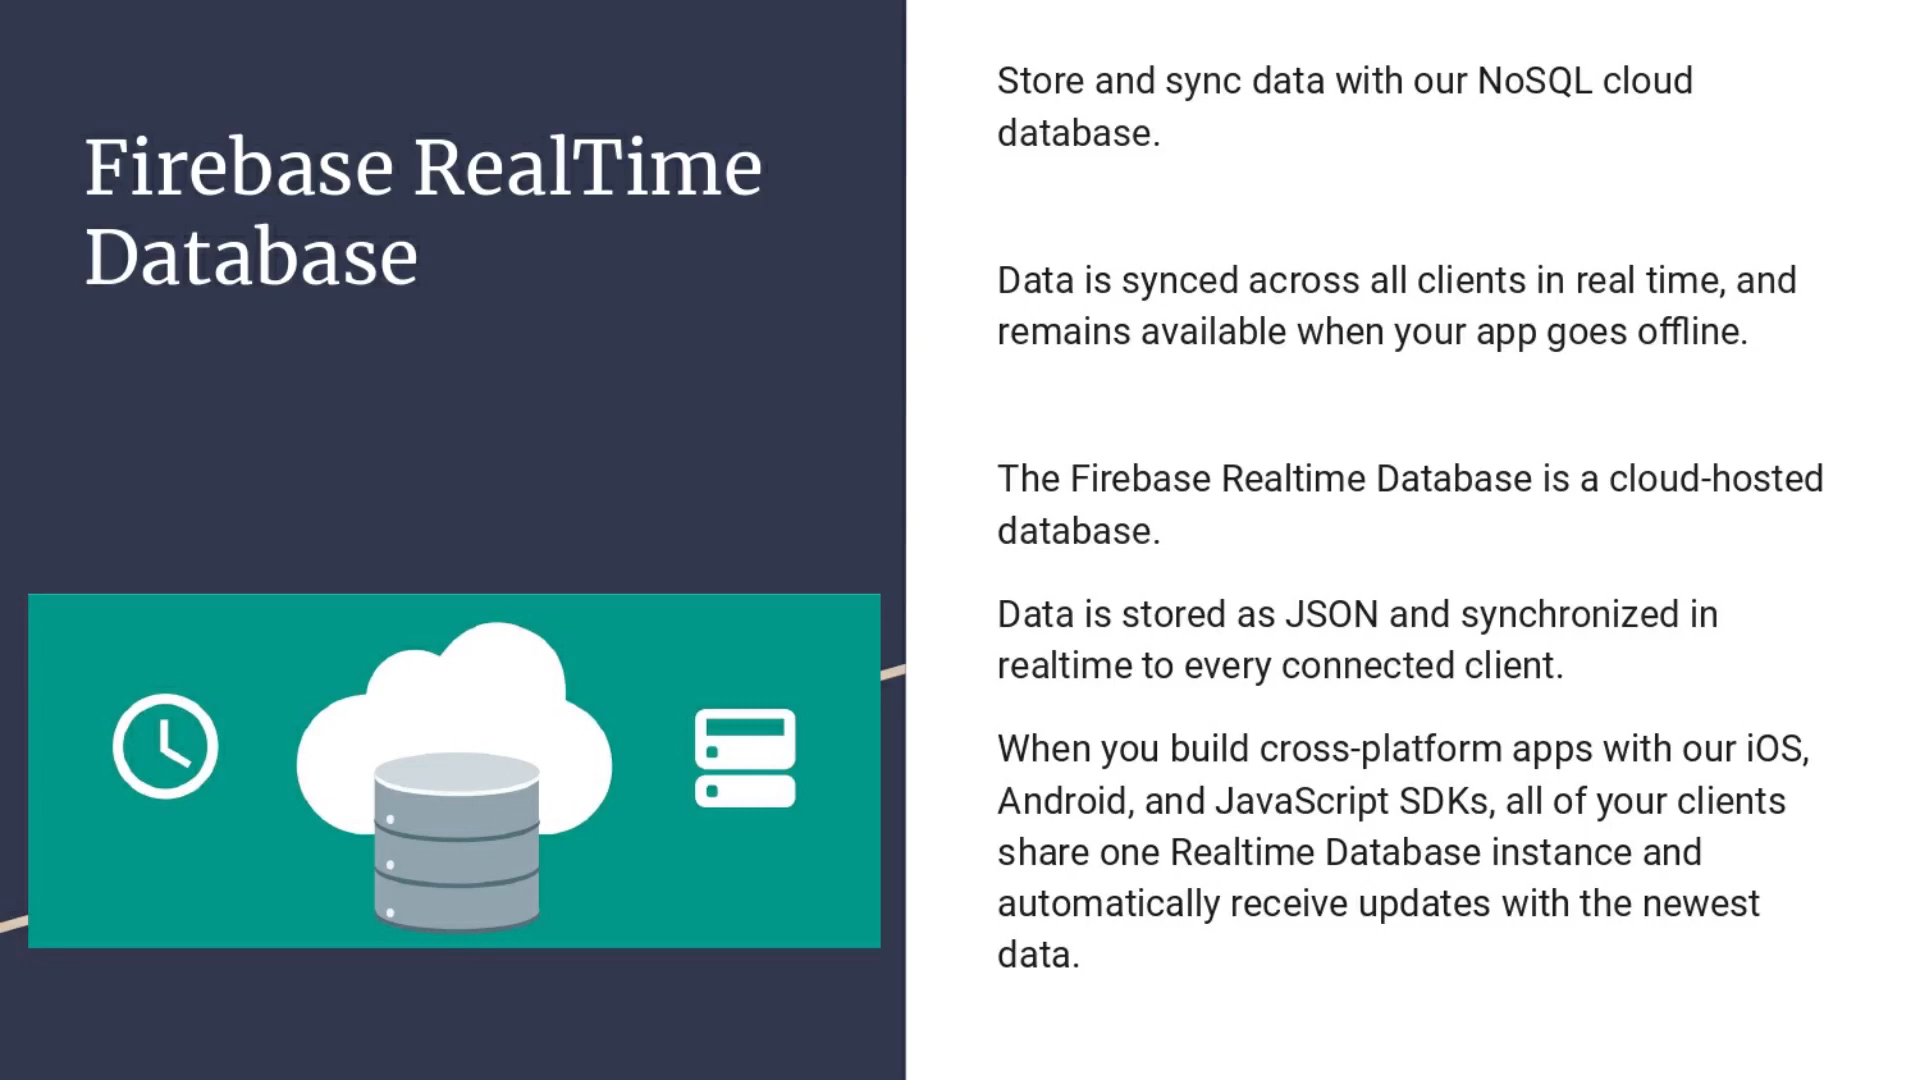 Firebase RealTime
Database
Store and sync data with our NoSQL cloud
database.
Data is synced across all clients in real time, and
remains available when your app goes offline.
The Firebase Realtime Database is a cloud-hosted
database.
Data is stored as JSON and synchronized in
realtime to every connected client.
When you build cross-platform apps with our iOS,
Android, and JavaScript SDKs, all of your clients
share one Realtime Database instance and
automatically receive updates with the newest
data.